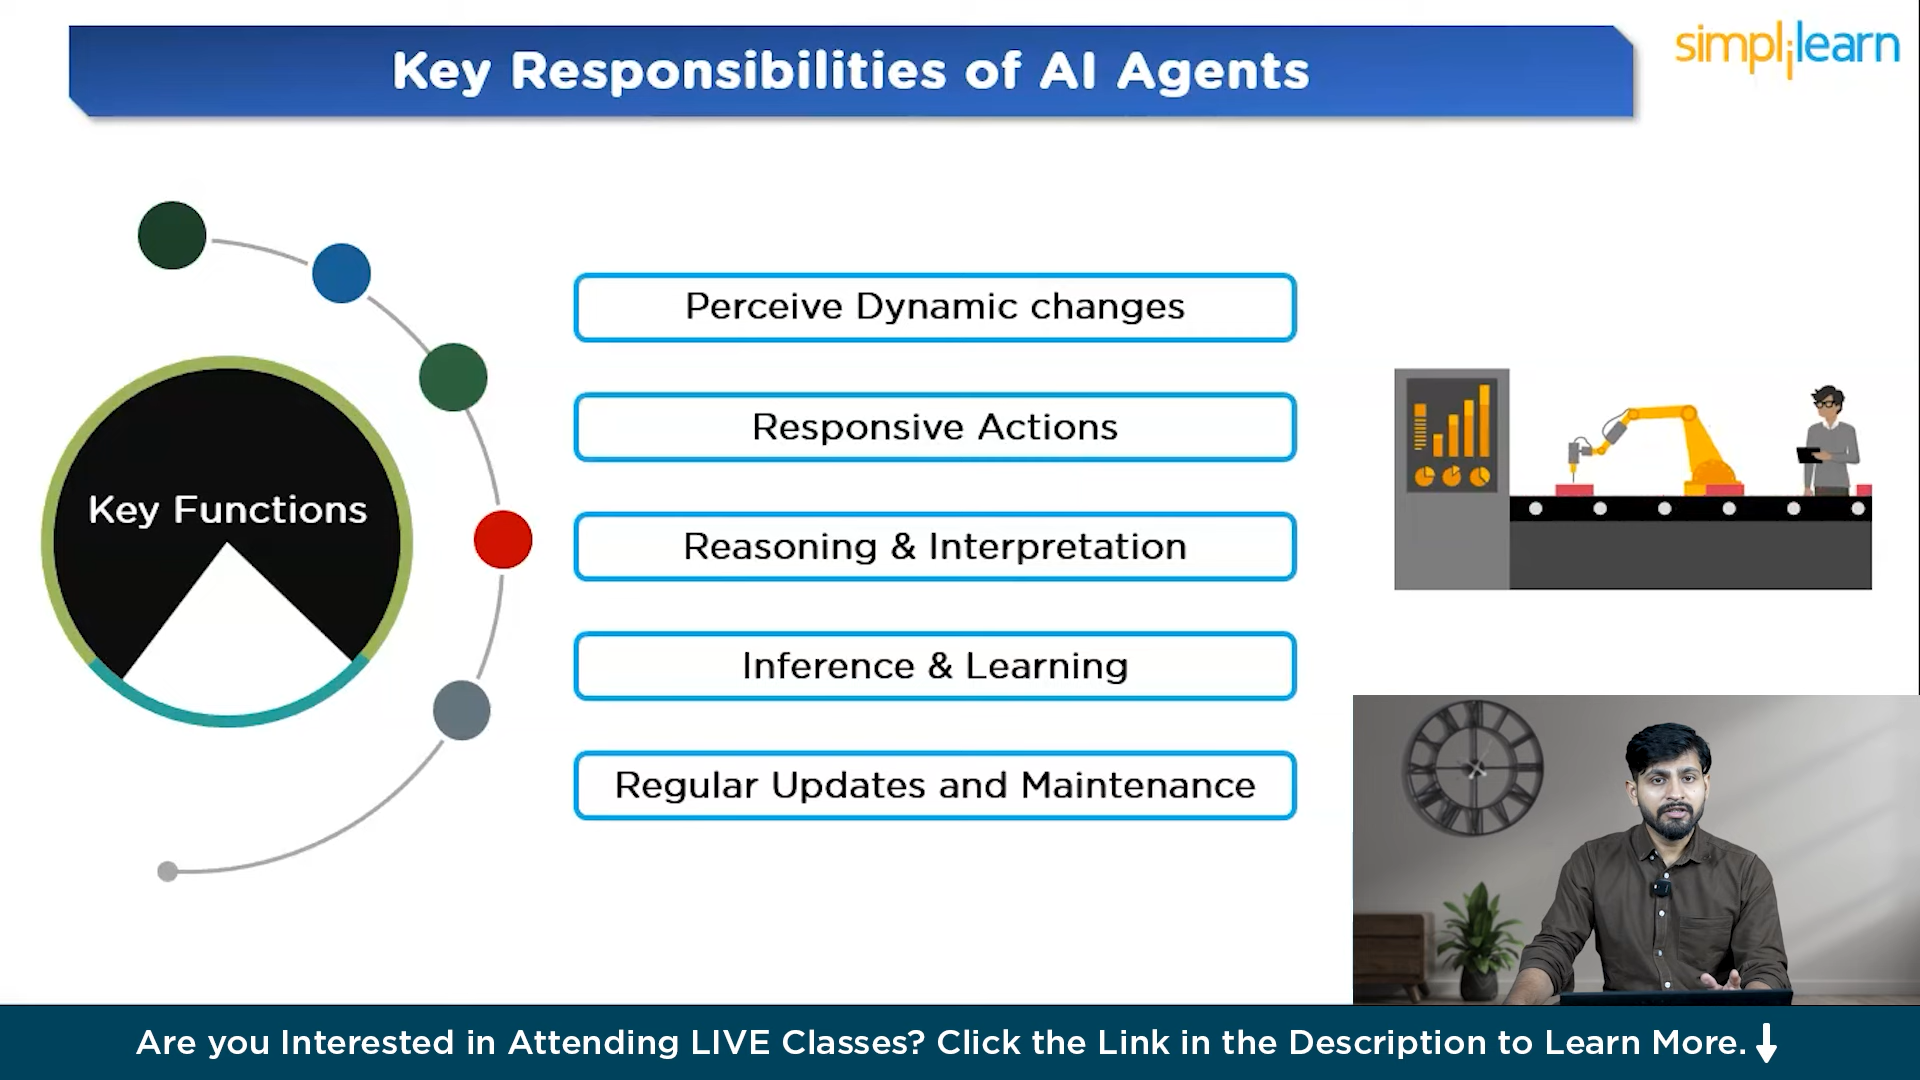 Key Responsibilities of AI Agents
simplilearn
Key Functions
Perceive Dynamic changes
Responsive Actions
Reasoning & Interpretation
Inference & Learning
Regular Updates and Maintenance
Are you Interested in Attending LIVE Classes? Click the Link in the Description to Learn More.